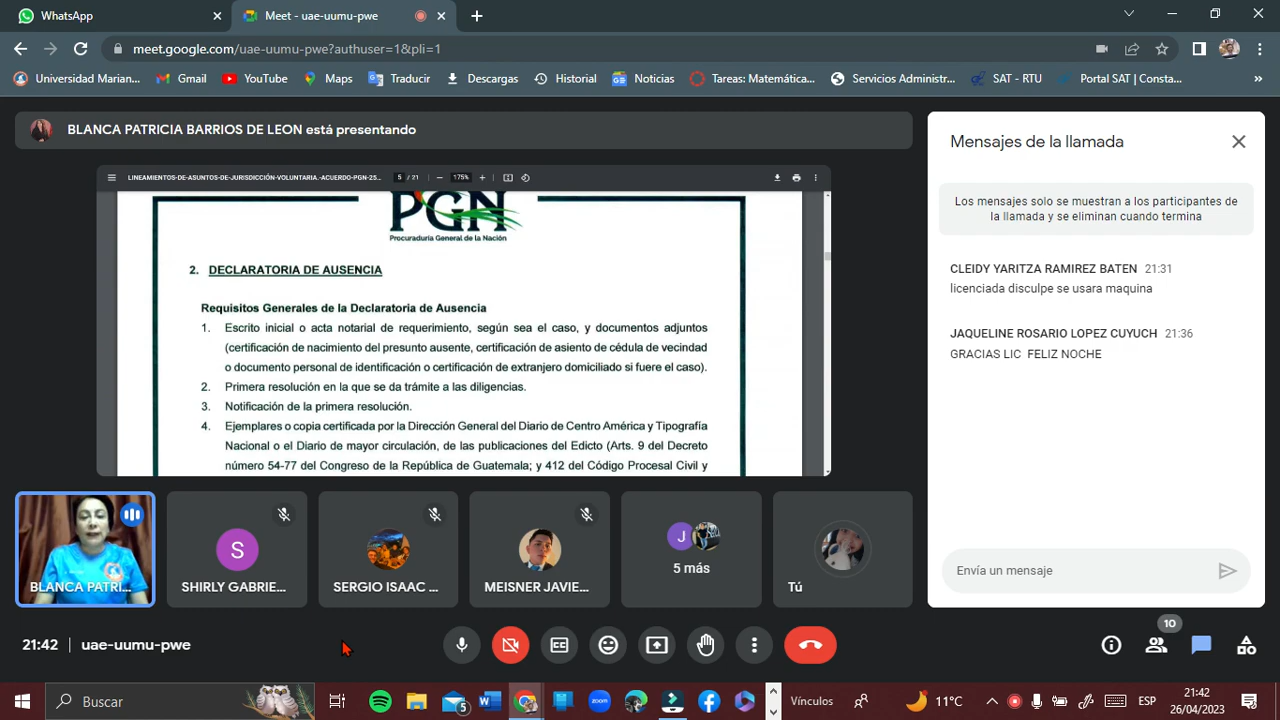 WhatsApp
Meet - uae-uumu-pwe
meet.google.com/uae-uumu-pwe?authuser=1&pli=1
Universidad Marian...
Gmail
YouTube
Maps
Traducir
Descargas
Historial
Noticias
Tareas: Matemática...
Servicios Administr...
SAT - RTU
Portal SAT | Consta...
»
BLANCA PATRICIA BARRIOS DE LEON está presentando
LINEAMIENTOS-DE-ASUNTOS-DE-JURISDICCIÓN-VOLUNTARIA.-ACUERDO-PGN-25...
5 / 21
175%
PGN
Procuraduría General de la Nación
2. DECLARATORIA DE AUSENCIA
Requisitos Generales de la Declaratoria de Ausencia
1. Escrito inicial o acta notarial de requerimiento, según sea el caso, y documentos adjuntos
(certificación de nacimiento del presunto ausente, certificación de asiento de cédula de vecindad
o documento personal de identificación o certificación de extranjero domiciliado si fuere el caso).
2. Primera resolución en la que se da trámite a las diligencias.
3. Notificación de la primera resolución.
4. Ejemplares o copia certificada por la Dirección General del Diario de Centro América y Tipografía
Nacional o el Diario de mayor circulación, de las publicaciones del Edicto (Arts. 9 del Decreto
número 54-77 del Congreso de la República de Guatemala; y 412 del Código Procesal Civil y
Mensajes de la llamada
Los mensajes solo se muestran a los participantes de
la llamada y se eliminan cuando termina
CLEIDY YARITZA RAMIREZ BATEN 21:31
licenciada disculpe se usara maquina
JAQUELINE ROSARIO LOPEZ CUYUCH 21:36
GRACIAS LIC FELIZ NOCHE
Envía un mensaje
BLANCA PATRI...
S
SHIRLY GABRIE...
SERGIO ISAAC ...
MEISNER JAVIE...
J
5 más
Tú
21:42 | uae-uumu-pwe
10
Buscar
5
Vínculos
11°C
ESP
21:42
26/04/2023